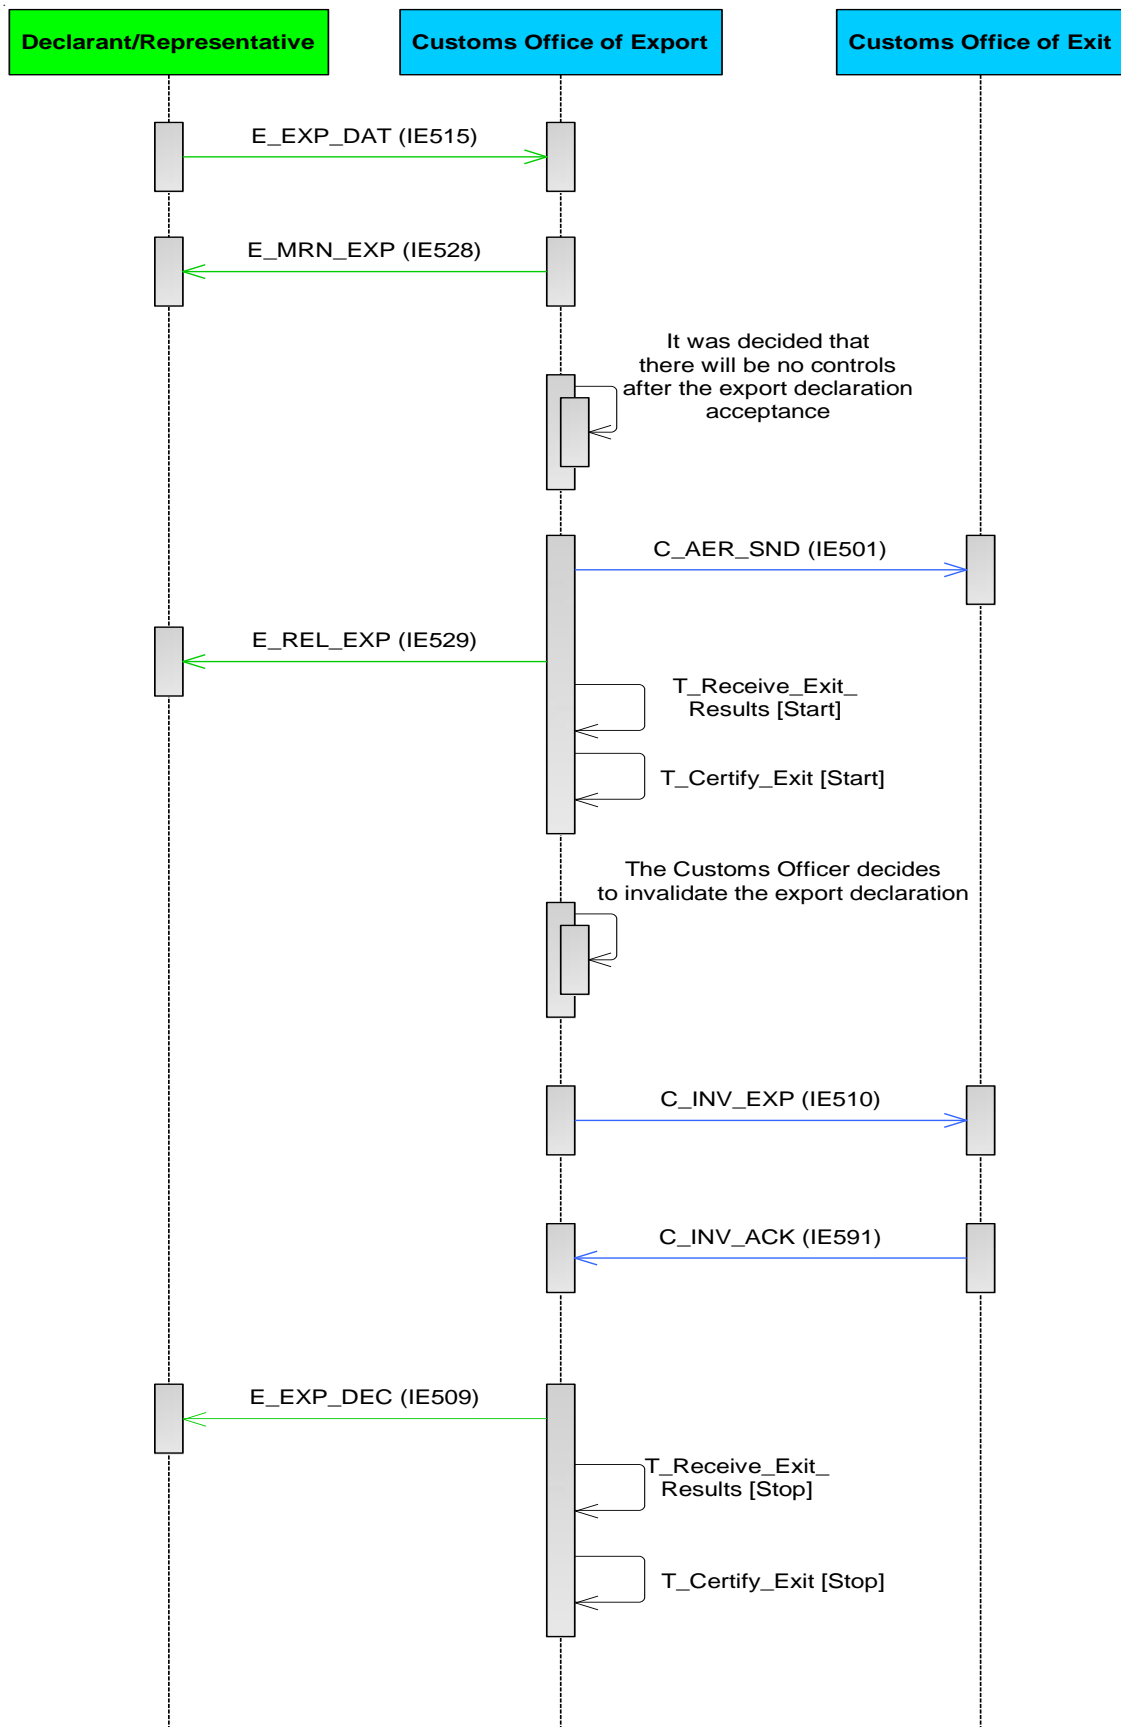 Declarant/Representative
Customs Office of Export
Customs Office of Exit
E_EXP_DAT (IE515)
E_MRN_EXP (IE528)
It was decided that
there will be no controls
after the export declaration
acceptance
C_AER_SND (IE501)
E_REL_EXP (IE529)
T_Receive_Exit_
Results [Start]
T_Certify_Exit [Start]
The Customs Officer decides
to invalidate the export declaration
C_INV_EXP (IE510)
C_INV_ACK (IE591)
E_EXP_DEC (IE509)
T_Receive_Exit_
Results [Stop]
T_Certify_Exit [Stop]